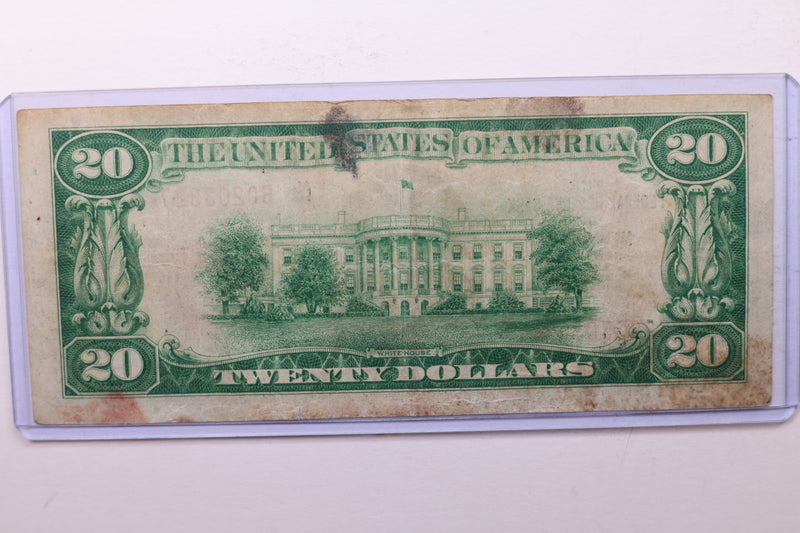 20 THE UNITED STATES OF AMERICA 20
WHITE HOUSE
20 TWENTY DOLLARS 20